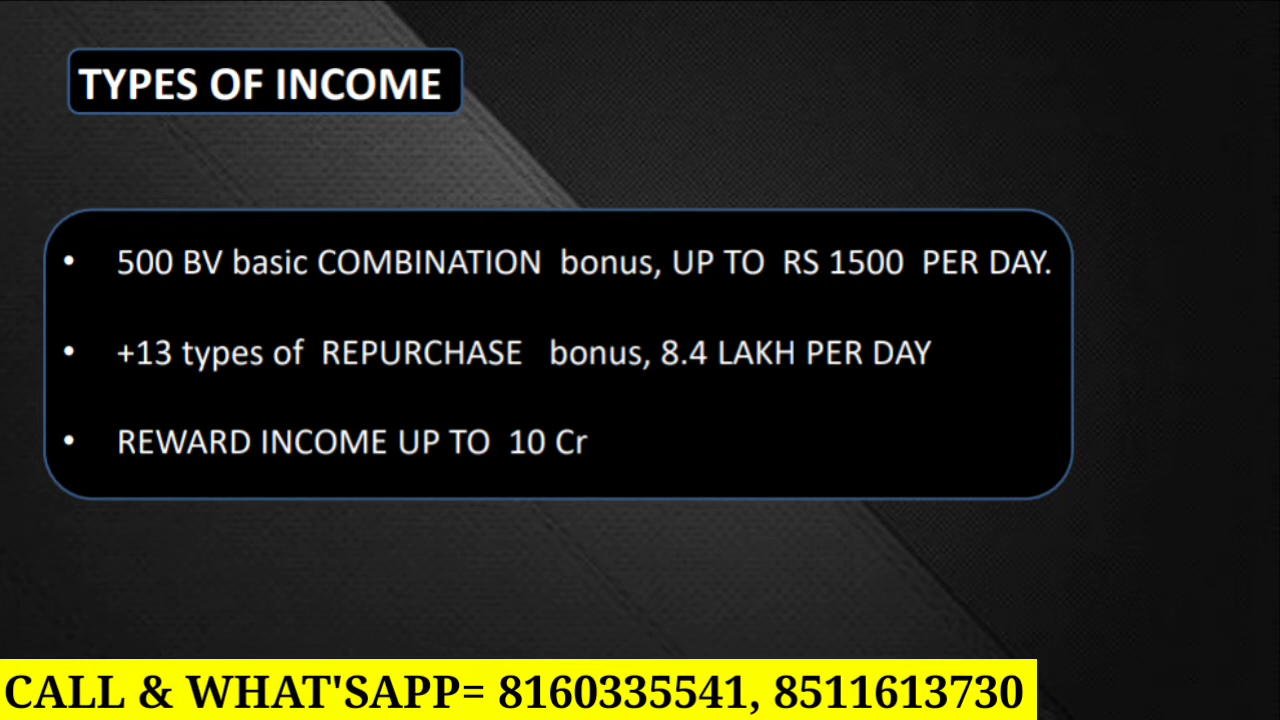 TYPES OF INCOME
• 500 BV basic COMBINATION bonus, UP TO RS 1500 PER DAY.
• +13 types of REPURCHASE bonus, 8.4 LAKH PER DAY
• REWARD INCOME UP TO 10 Cr
CALL & WHAT'SAPP= 8160335541, 8511613730